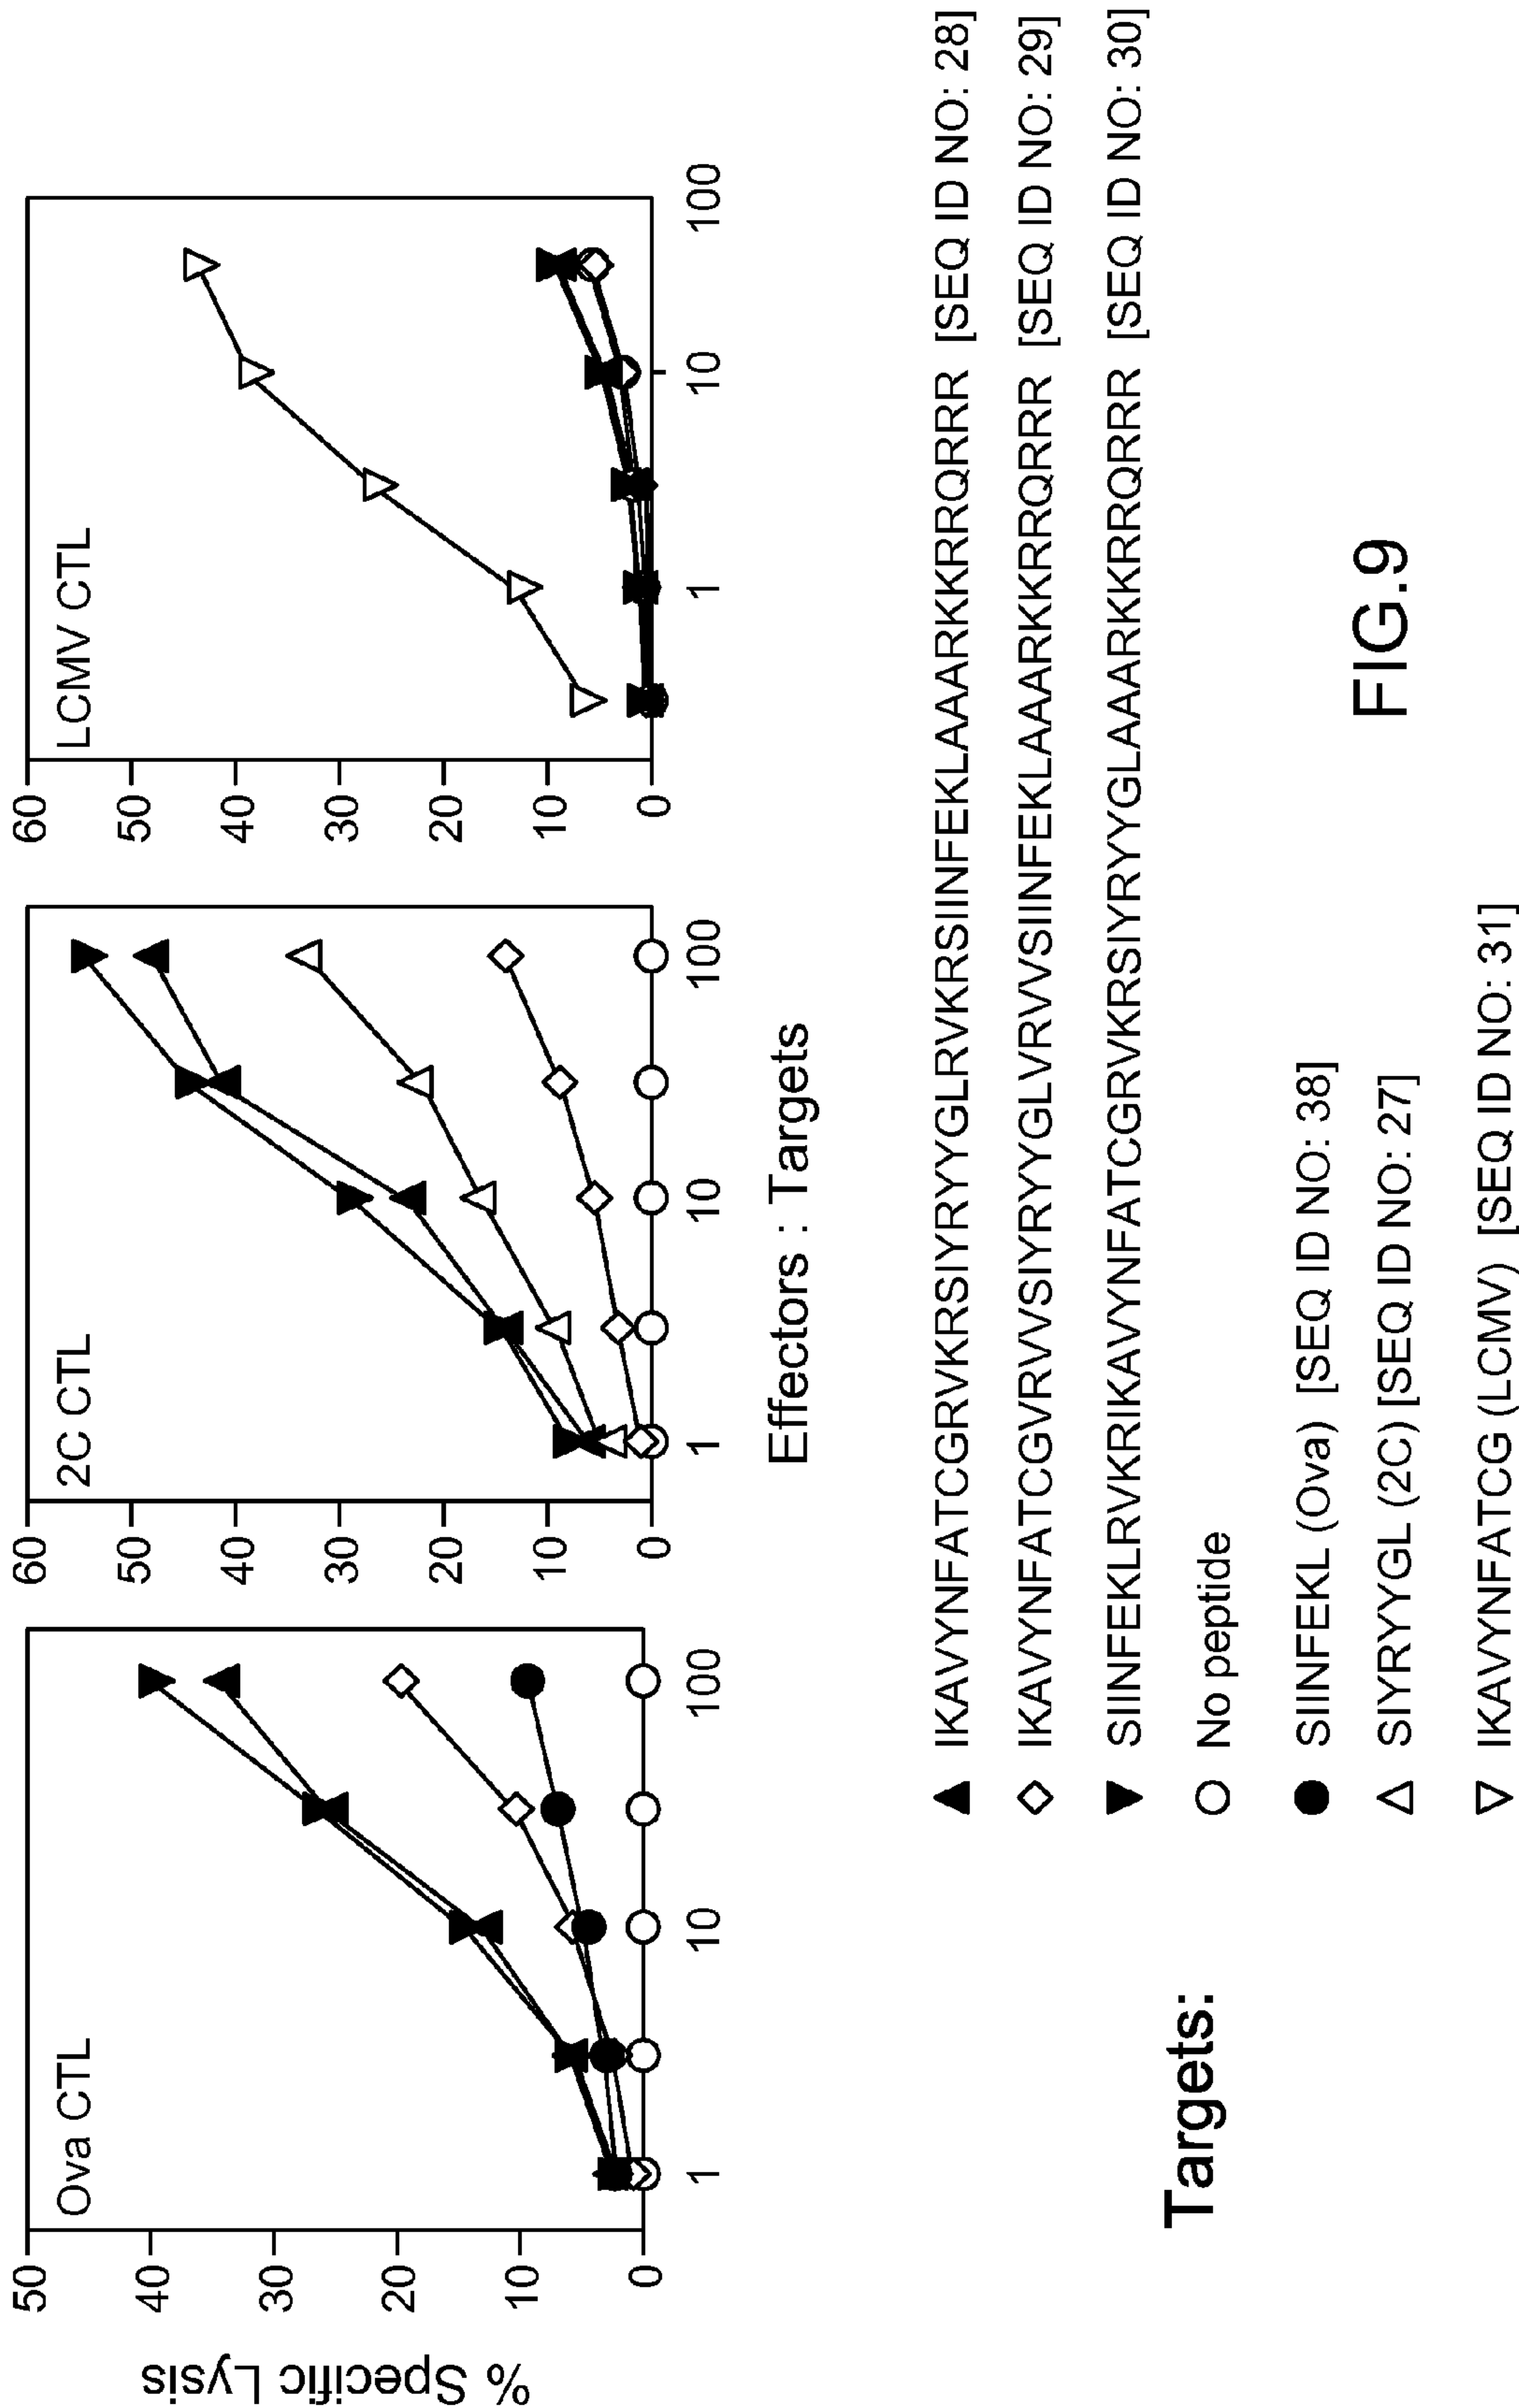 % Specific Lysis
50
40
30
20
10
0
Ova CTL
1
10
100
60
50
40
30
20
10
0
2C CTL
1
10
100
60
50
40
30
20
10
0
LCMV CTL
1
10
100
Effectors : Targets
Targets:
IKAVYNFATCGRVKRSIYRYYGLRVKRSIINFEKLAAARKKRRQRRR [SEQ ID NO: 28]
IKAVYNFATCGVRVVSIYRYYGLVRVVSIINFEKLAAARKKRRQRRR [SEQ ID NO: 29]
SIINFEKLRVKRIKAVYNFATCGRVKRSIYRYYGLAAARKKRRQRRR [SEQ ID NO: 30]
No peptide
SIINFEKL (Ova) [SEQ ID NO: 38]
SIYRYYGL (2C) [SEQ ID NO: 27]
IKAVYNFATCG (LCMV) [SEQ ID NO: 31]
FIG.9